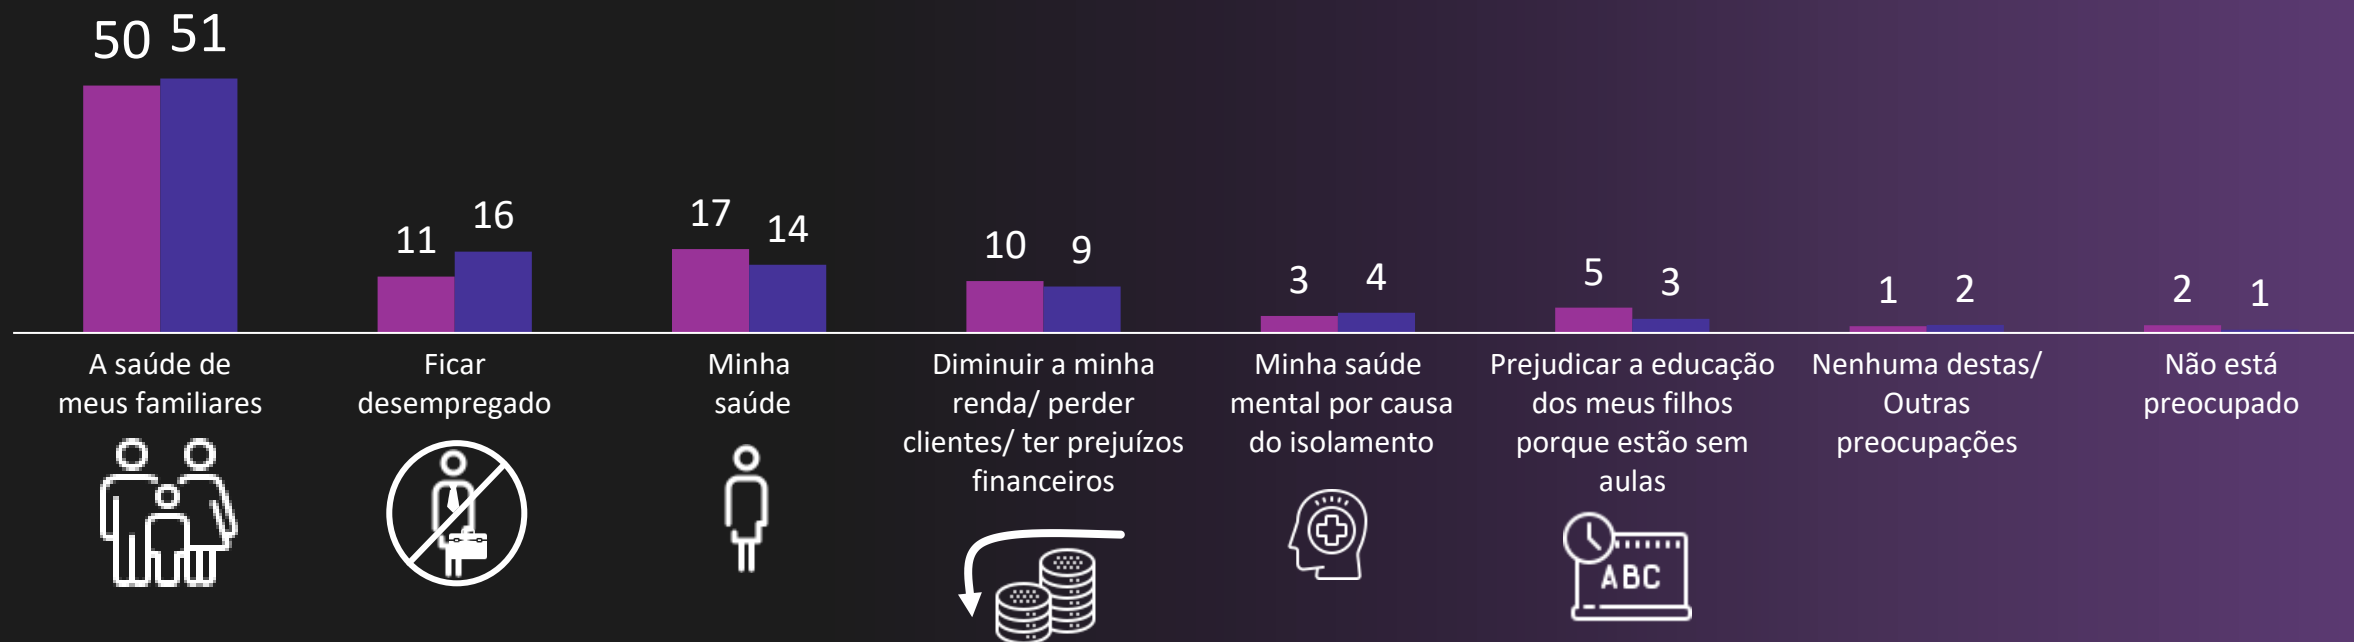 50 51
11 16
17 14
10 9
3 4
5 3
1 2
2 1
A saúde de
meus familiares
Ficar
desempregado
Minha
saúde
Diminuir a minha
renda/ perder
clientes/ ter prejuízos
financeiros
Minha saúde
mental por causa
do isolamento
Prejudicar a educação
dos meus filhos
porque estão sem
aulas
Nenhuma destas/
Outras
preocupações
Não está
preocupado
ABC